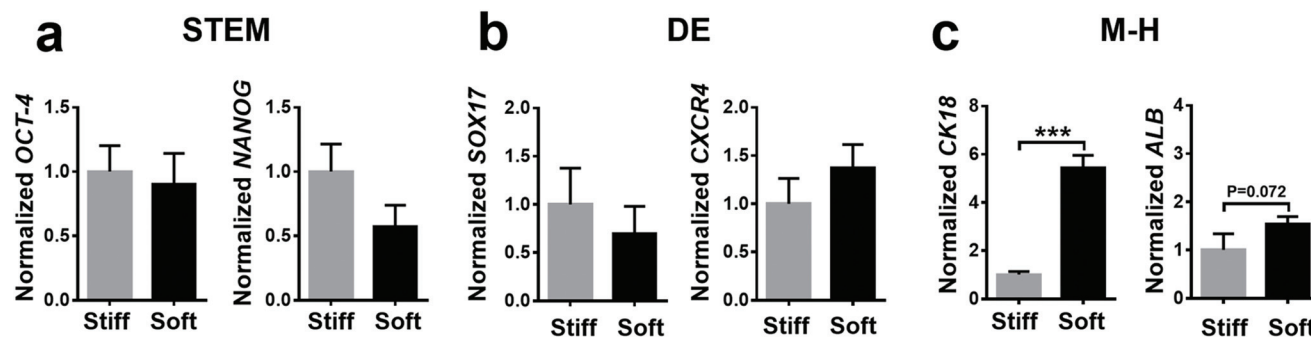 a STEM
Normalized OCT-4
1.5
1.0
0.5
0.0
Stiff Soft
Normalized NANOG
1.5
1.0
0.5
0.0
Stiff Soft
b DE
Normalized SOX17
2.0
1.5
1.0
0.5
0.0
Stiff Soft
Normalized CXCR4
2.0
1.5
1.0
0.5
0.0
Stiff Soft
c M-H
Normalized CK18
8
6
4
2
0
***
Stiff Soft
Normalized ALB
4
3
2
1
0
P=0.072
Stiff Soft